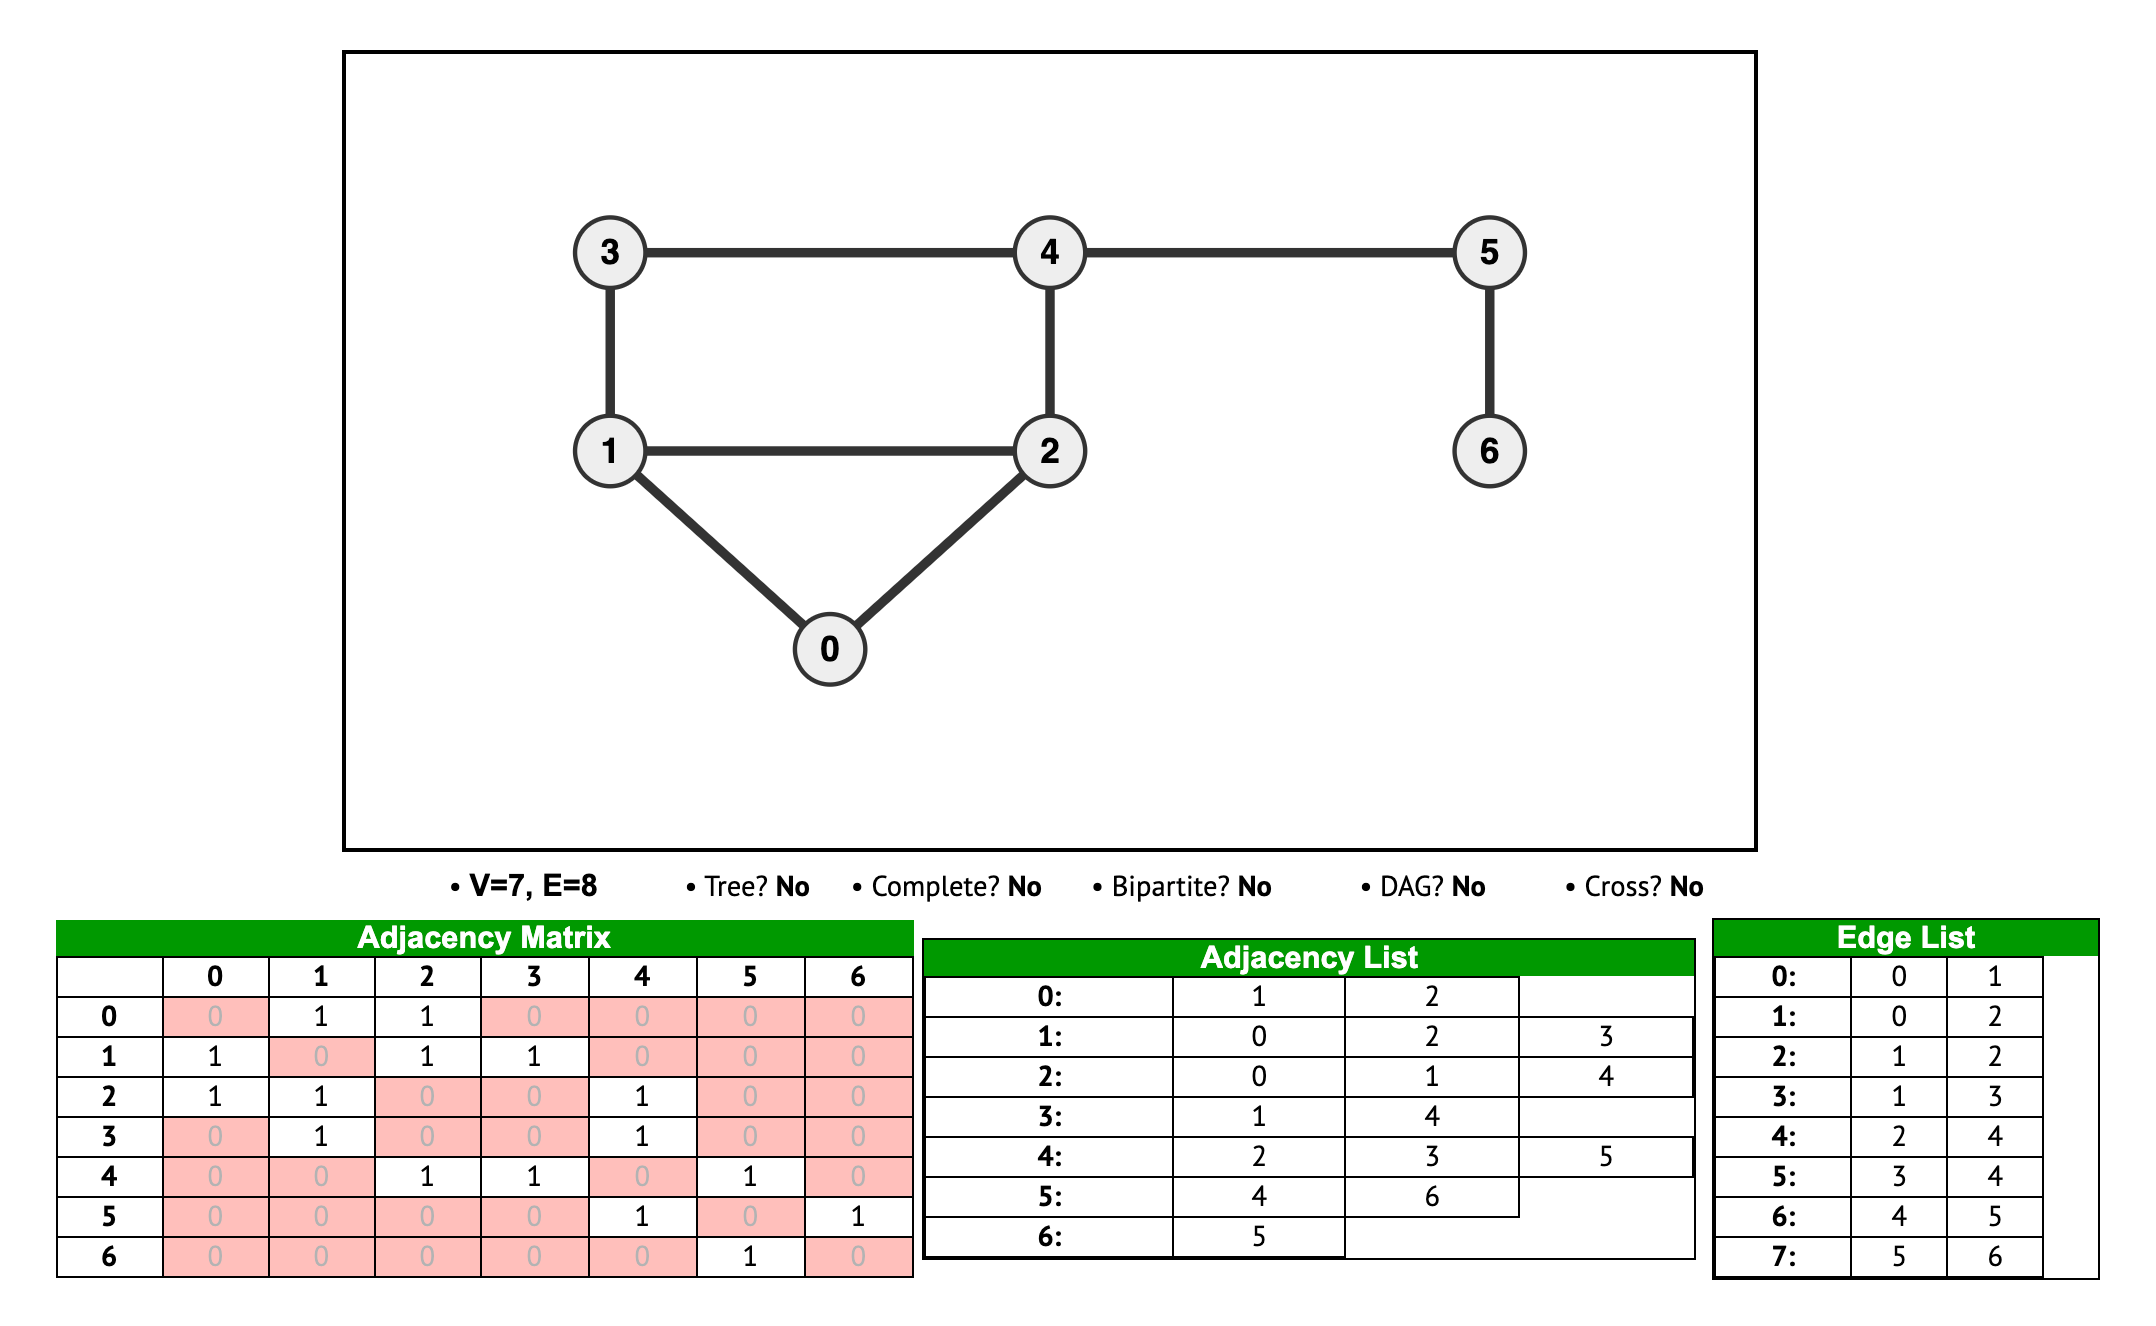 3 4 5
1 2 6
0
• V=7, E=8 • Tree? No • Complete? No • Bipartite? No • DAG? No • Cross? No
Adjacency Matrix
0 1 2 3 4 5 6
0 0 1 1 0 0 0 0
1 1 0 1 1 0 0 0
2 1 1 0 0 1 0 0
3 0 1 0 0 1 0 0
4 0 0 1 1 0 1 0
5 0 0 0 0 1 0 1
6 0 0 0 0 0 1 0
Adjacency List
0: 1 2
1: 0 2 3
2: 0 1 4
3: 1 4
4: 2 3 5
5: 4 6
6: 5
Edge List
0: 0 1
1: 0 2
2: 1 2
3: 1 3
4: 2 4
5: 3 4
6: 4 5
7: 5 6